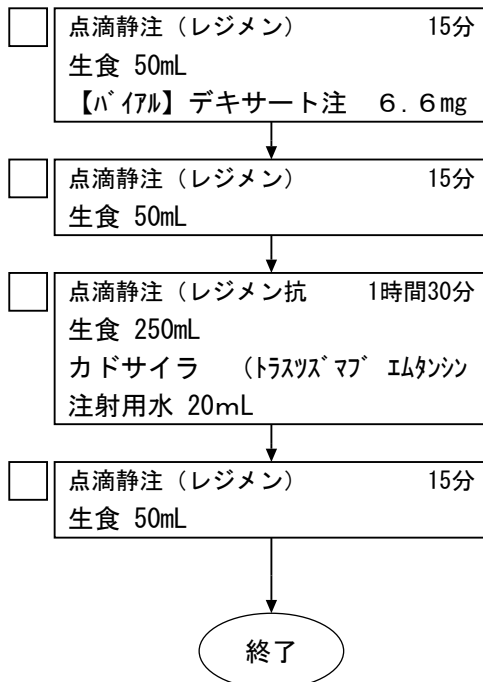 点滴静注（レジメン） 15分
生食 50mL
【ﾊﾞｲｱﾙ】デキサート注 ６.６mg
点滴静注（レジメン） 15分
生食 50mL
点滴静注（レジメン抗 1時間30分
生食 250mL
カドサイラ （ﾄﾗｽﾂｽﾞﾏﾌﾞ ｴﾑﾀﾝｼﾝ
注射用水 20mL
点滴静注（レジメン） 15分
生食 50mL
終了